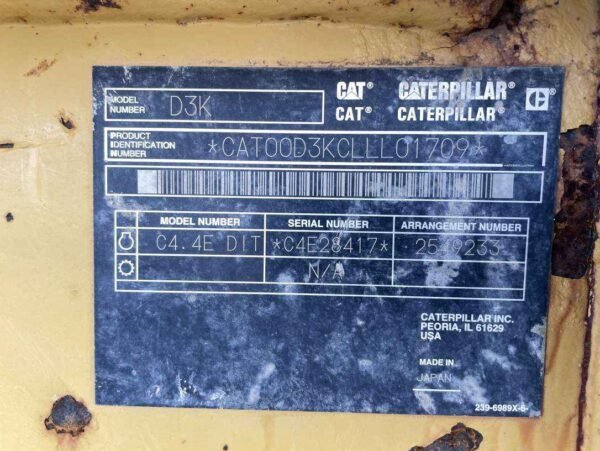 MODEL NUMBER D3K
CAT® CATERPILLAR® C
CAT® CATERPILLAR®
PRODUCT IDENTIFICATION NUMBER *CAT00D3KCLLL01709*
MODEL NUMBER SERIAL NUMBER ARRANGEMENT NUMBER
C4.4E DIT *C4E28417* 2549233
N/A
CATERPILLAR INC.
PEORIA, IL 61629
USA
MADE IN
JAPAN
239-6989X-6-